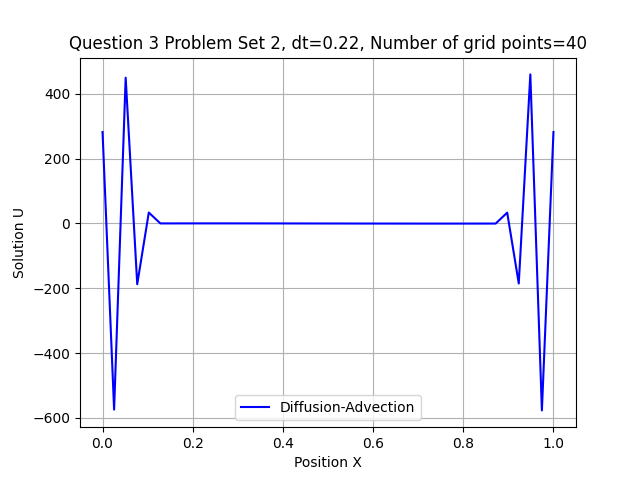 Question 3 Problem Set 2, dt=0.22, Number of grid points=40
400
200
0
−200
−400
−600
Solution U
Diffusion-Advection
0.0 0.2 0.4 0.6 0.8 1.0
Position X